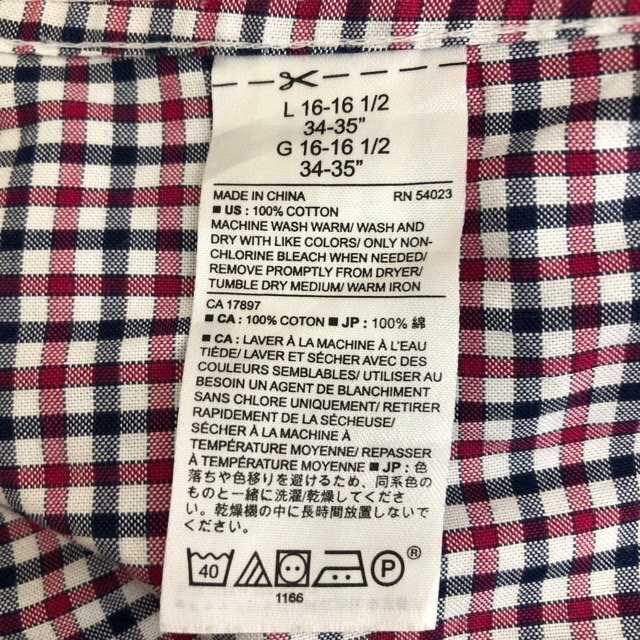 L 16-16 1/2
34-35"
G 16-16 1/2
34-35"
MADE IN CHINA RN 54023
■ US : 100% COTTON
MACHINE WASH WARM/ WASH AND
DRY WITH LIKE COLORS/ ONLY NON-
CHLORINE BLEACH WHEN NEEDED/
REMOVE PROMPTLY FROM DRYER/
TUMBLE DRY MEDIUM/ WARM IRON
CA 17897
■ CA : 100% COTON ■ JP : 100% 綿
■ CA : LAVER À LA MACHINE À L'EAU
TIÉDE/ LAVER ET SÉCHER AVEC DES
COULEURS SEMBLABLES/ UTILISER AU
BESOIN UN AGENT DE BLANCHIMENT
SANS CHLORE UNIQUEMENT/ RETIRER
RAPIDEMENT DE LA SÉCHEUSE/
SÉCHER À LA MACHINE À
TEMPÉRATURE MOYENNE/ REPASSER
À TEMPÉRATURE MOYENNE ■ JP : 色
落ちや色移りを避けるため、同系色の
ものと一緒に洗濯/乾燥してくださ
い。乾燥機の中に長時間放置しないで
ください。
40 P ®
1166